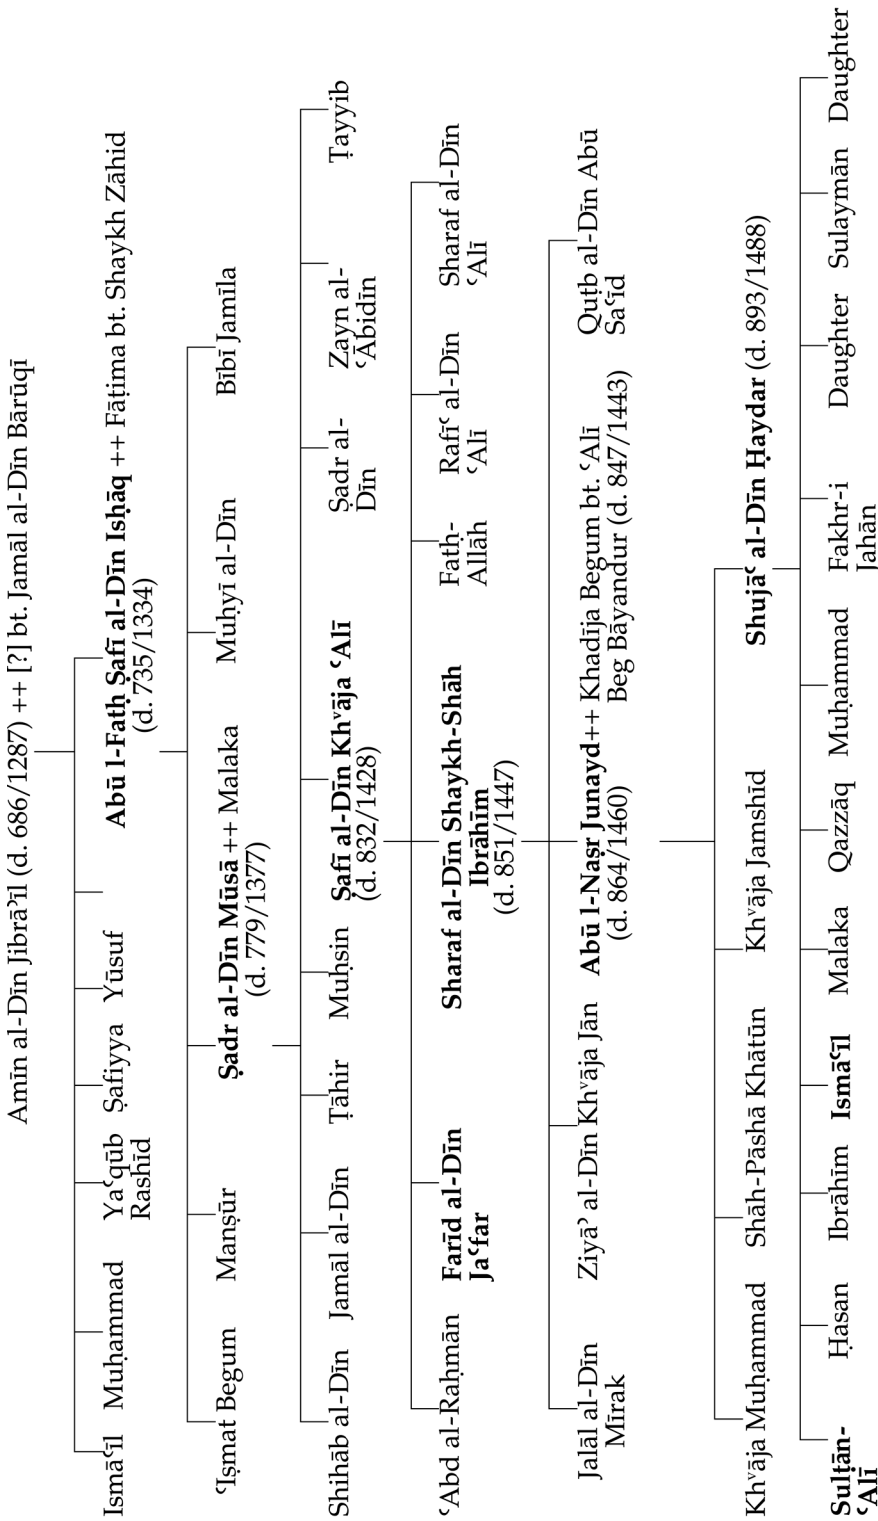 Amīn al-Dīn Jibrāʾīl (d. 686/1287) ++ [?] bt. Jamāl al-Dīn Bārūqī
Ismāʿīl
Muḥammad
Yaʿqūb
Rashīd
Ṣafiyya
Yūsuf
Abū l-Fatḥ Ṣafī al-Dīn Isḥāq ++ Fāṭima bt. Shaykh Zāhid
(d. 735/1334)
ʿIṣmat Begum
Manṣūr
Ṣadr al-Dīn Mūsā ++ Malaka
(d. 779/1377)
Muḥyī al-Dīn
Bībī Jamīla
Shihāb al-Dīn
Jamāl al-Dīn
Ṭāhir
Muḥsin
Ṣafī al-Dīn Khᵛāja ʿAlī
(d. 832/1428)
Ṣadr al-
Dīn
Zayn al-
ʿĀbidīn
Ṭayyib
ʿAbd al-Raḥmān
Farīd al-Dīn
Jaʿfar
Sharaf al-Dīn Shaykh-Shāh
Ibrāhīm
(d. 851/1447)
Fatḥ-
Allāh
Rafīʿ al-Dīn
ʿAlī
Sharaf al-Dīn
ʿAlī
Jalāl al-Dīn
Mīrak
Ziyāʾ al-Dīn Khᵛāja Jān
Abū l-Naṣr Junayd++ Khadīja Begum bt. ʿAlī
(d. 864/1460)
Beg Bāyandur (d. 847/1443)
Quṭb al-Dīn Abū
Saʿīd
Khᵛāja Muḥammad
Shāh-Pāshā Khātūn
Khᵛāja Jamshīd
Shujāʿ al-Dīn Ḥaydar (d. 893/1488)
Sulṭān-
ʿAlī
Ḥasan
Ibrāhīm
Ismāʿīl
Malaka
Qazzāq
Muḥammad
Fakhr-i
Jahān
Daughter
Sulaymān
Daughter